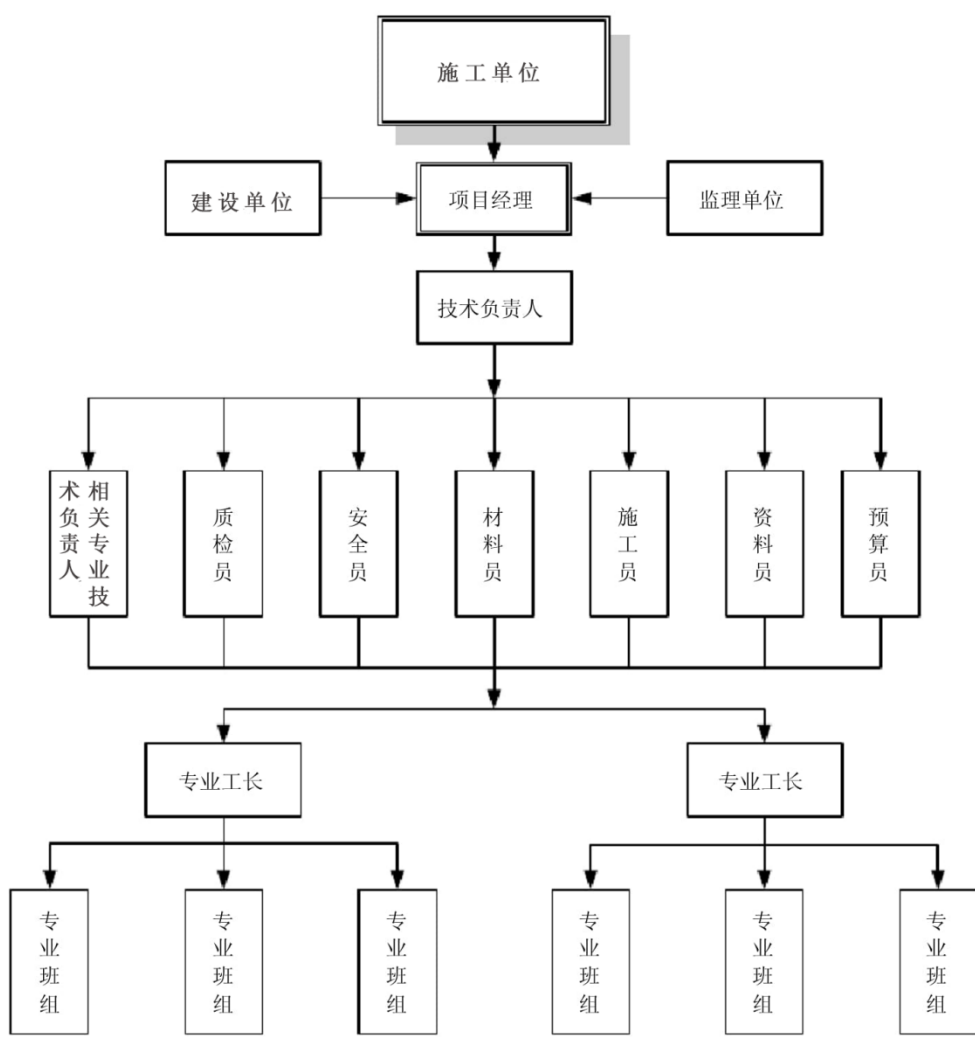 施工单位
建设单位
项目经理
监理单位
技术负责人
相关专业技
术负责人
质检员
安全员
材料员
施工员
资料员
预算员
专业工长
专业工长
专业班组
专业班组
专业班组
专业班组
专业班组
专业班组